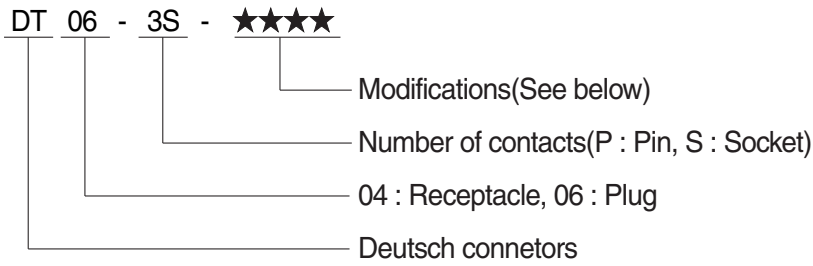 DT 06 - 3S - ★★★★
Modifications(See below)
Number of contacts(P : Pin, S : Socket)
04 : Receptacle, 06 : Plug
Deutsch connetors